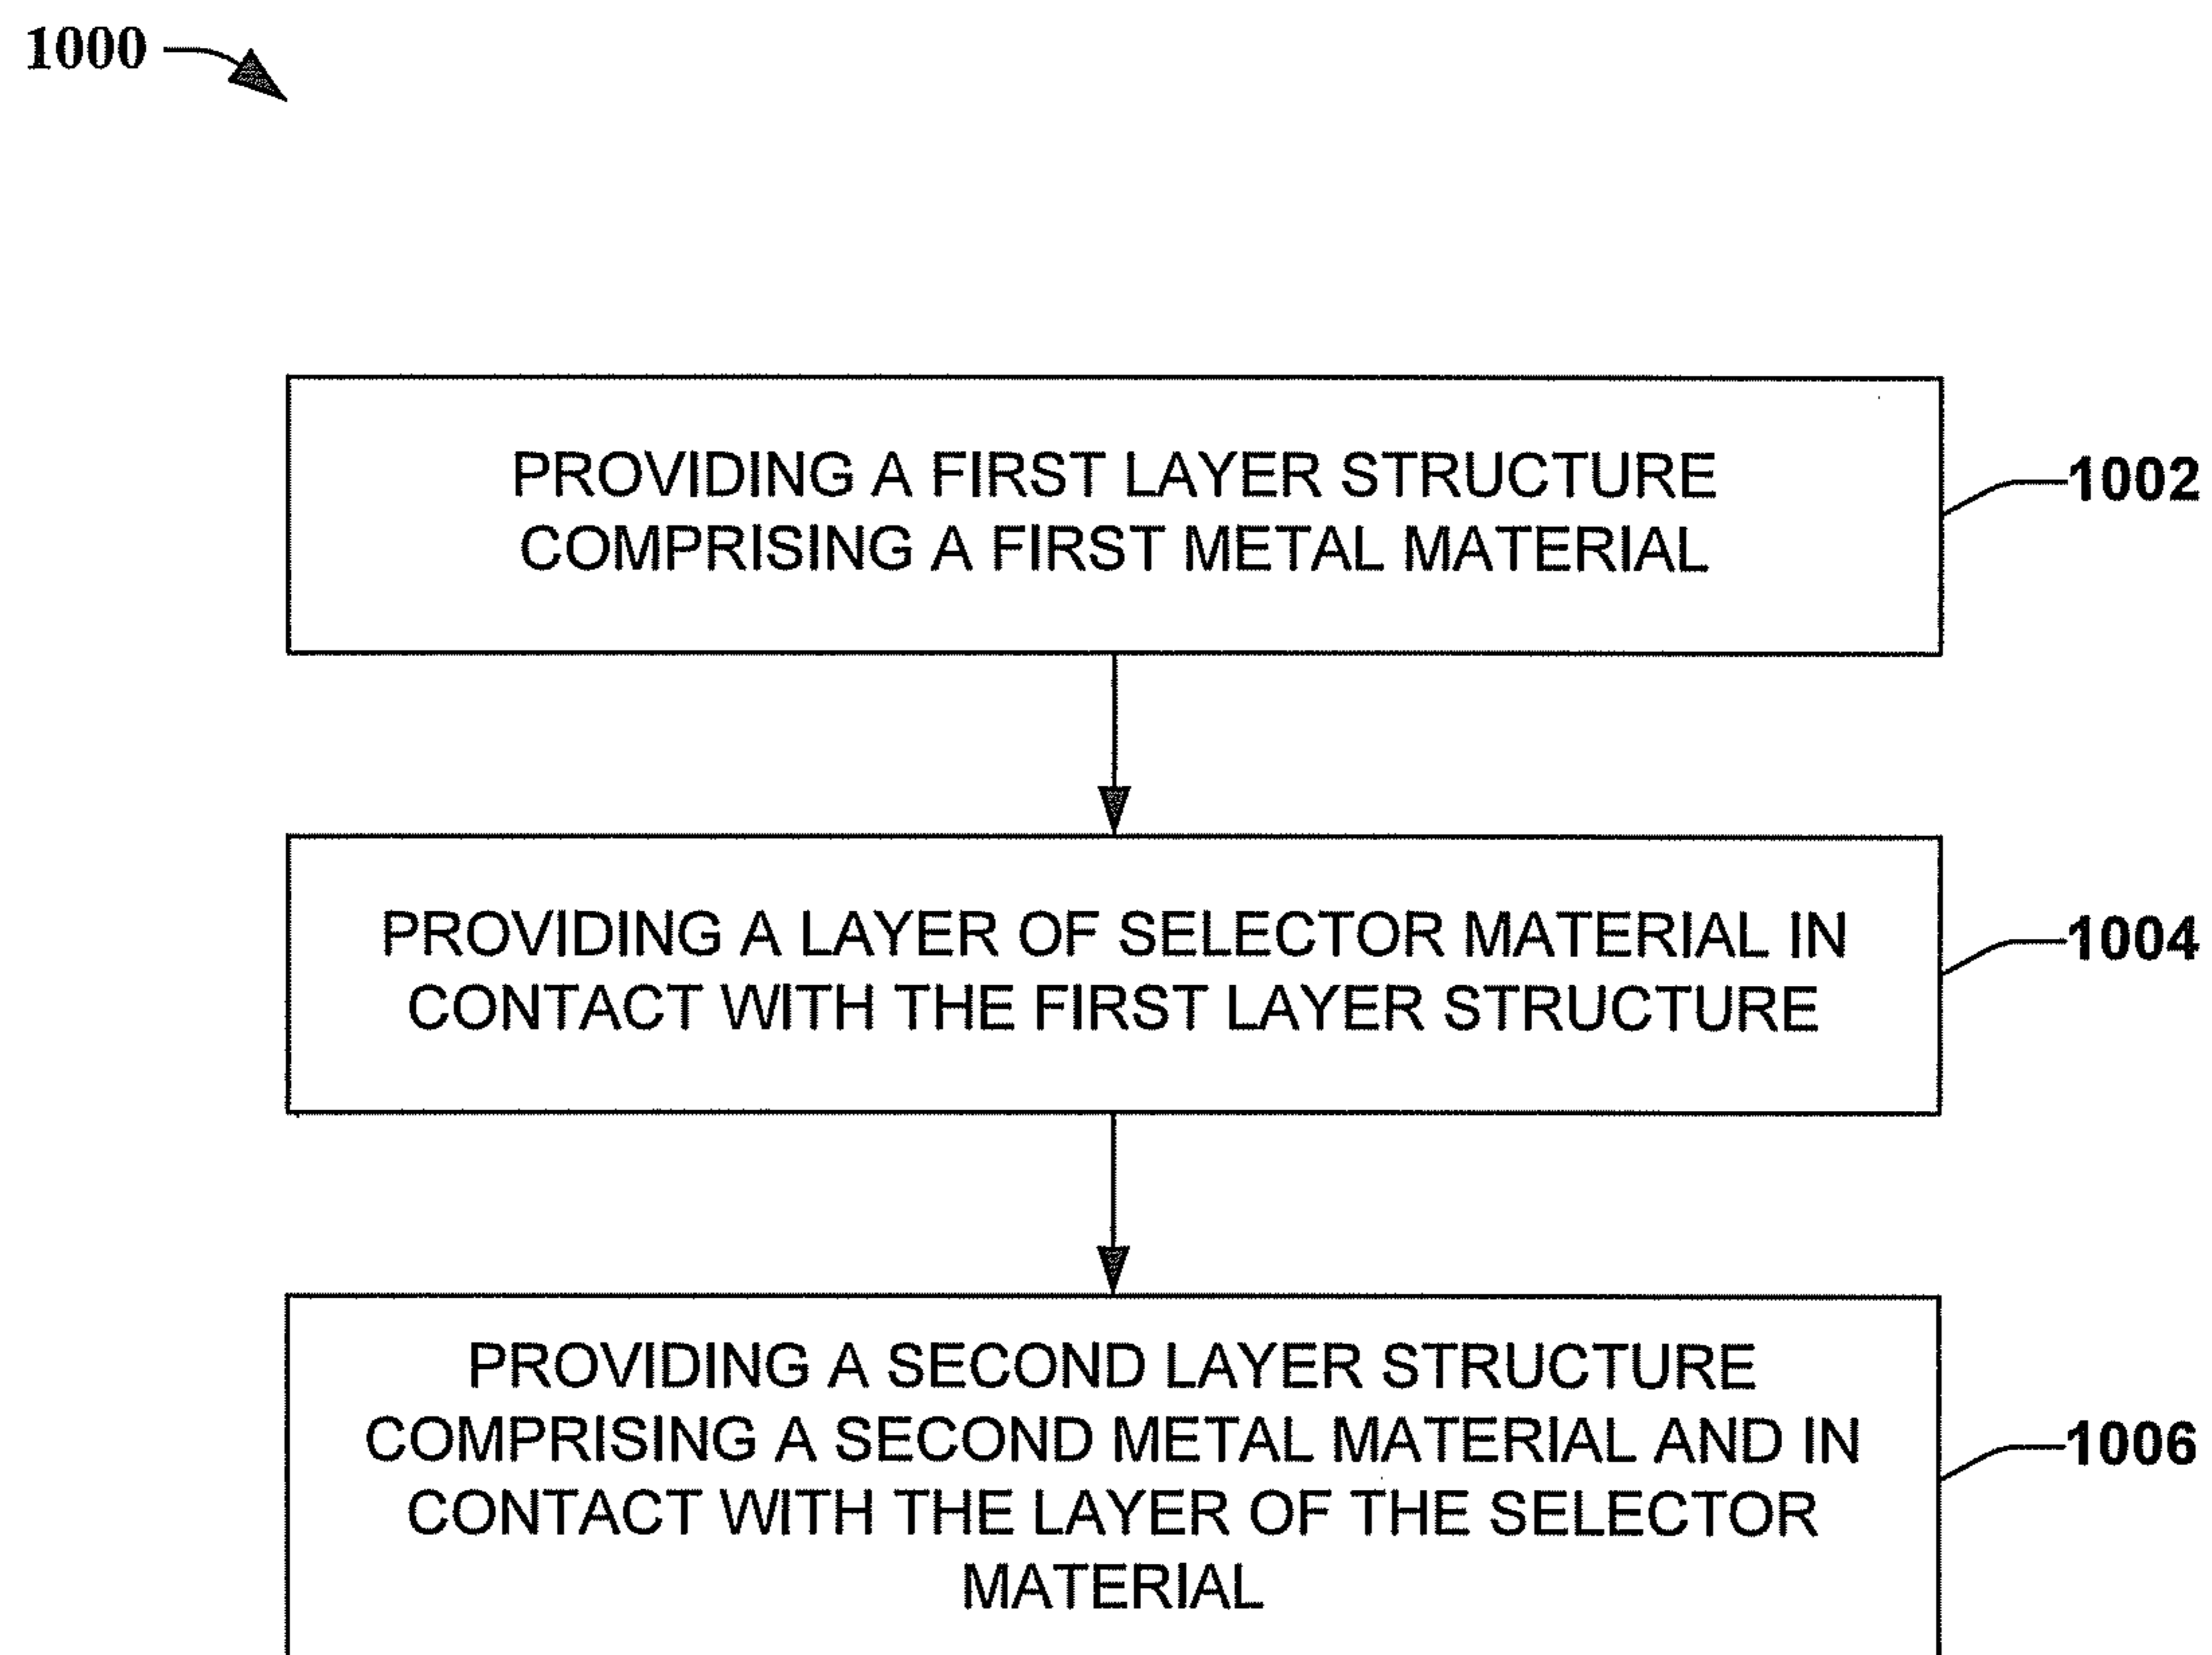 1000
PROVIDING A FIRST LAYER STRUCTURE
COMPRISING A FIRST METAL MATERIAL
1002
PROVIDING A LAYER OF SELECTOR MATERIAL IN
CONTACT WITH THE FIRST LAYER STRUCTURE
1004
PROVIDING A SECOND LAYER STRUCTURE
COMPRISING A SECOND METAL MATERIAL AND IN
CONTACT WITH THE LAYER OF THE SELECTOR
MATERIAL
1006